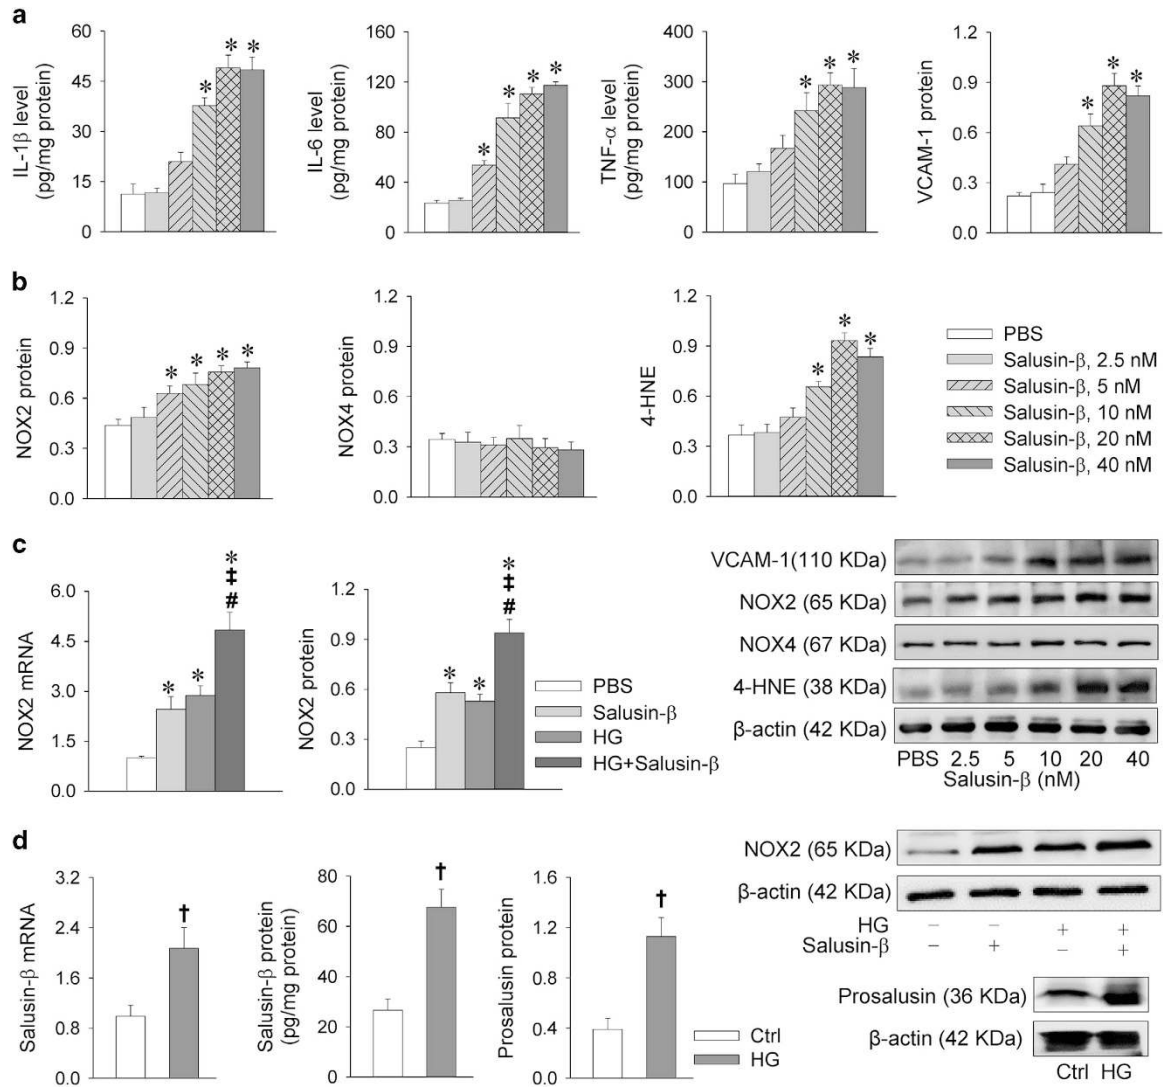 a
IL-1β level
(pg/mg protein)
60
45
30
15
0
* * *
IL-6 level
(pg/mg protein)
160
120
80
40
0
* * * *
TNF-α level
(pg/mg protein)
400
300
200
100
0
* * *
VCAM-1 protein
1.2
0.9
0.6
0.3
0.0
* * *
b
NOX2 protein
1.2
0.9
0.6
0.3
0.0
* * * *
NOX4 protein
1.2
0.9
0.6
0.3
0.0
4-HNE
1.2
0.9
0.6
0.3
0.0
* * *
PBS
Salusin-β, 2.5 nM
Salusin-β, 5 nM
Salusin-β, 10 nM
Salusin-β, 20 nM
Salusin-β, 40 nM
c
NOX2 mRNA
6.0
4.5
3.0
1.5
0.0
* *
*
‡
#
NOX2 protein
1.2
0.9
0.6
0.3
0.0
* *
*
‡
#
PBS
Salusin-β
HG
HG+Salusin-β
VCAM-1(110 KDa)
NOX2 (65 KDa)
NOX4 (67 KDa)
4-HNE (38 KDa)
β-actin (42 KDa)
PBS 2.5 5 10 20 40
Salusin-β (nM)
d
Salusin-β mRNA
3.2
2.4
1.6
0.8
0.0
†
Salusin-β protein
(pg/mg protein)
80
60
40
20
0
†
Prosalusin protein
1.6
1.2
0.8
0.4
0.0
†
Ctrl
HG
NOX2 (65 KDa)
β-actin (42 KDa)
HG − − + +
Salusin-β − + − +
Prosalusin (36 KDa)
β-actin (42 KDa)
Ctrl HG